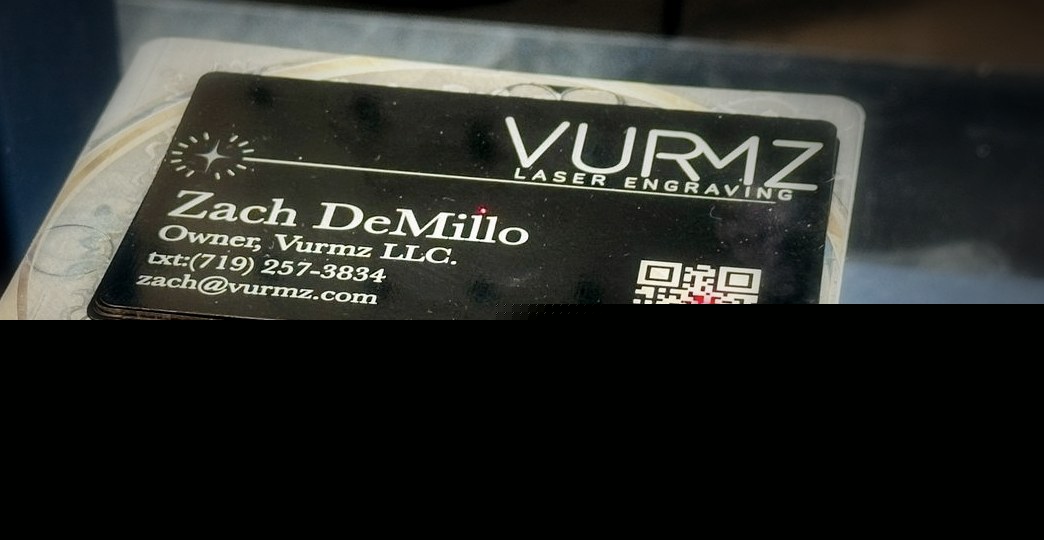 VURMZ
LASER ENGRAVING
Zach DeMillo
Owner, Vurmz LLC.
txt:(719) 257-3834
zach@vurmz.com